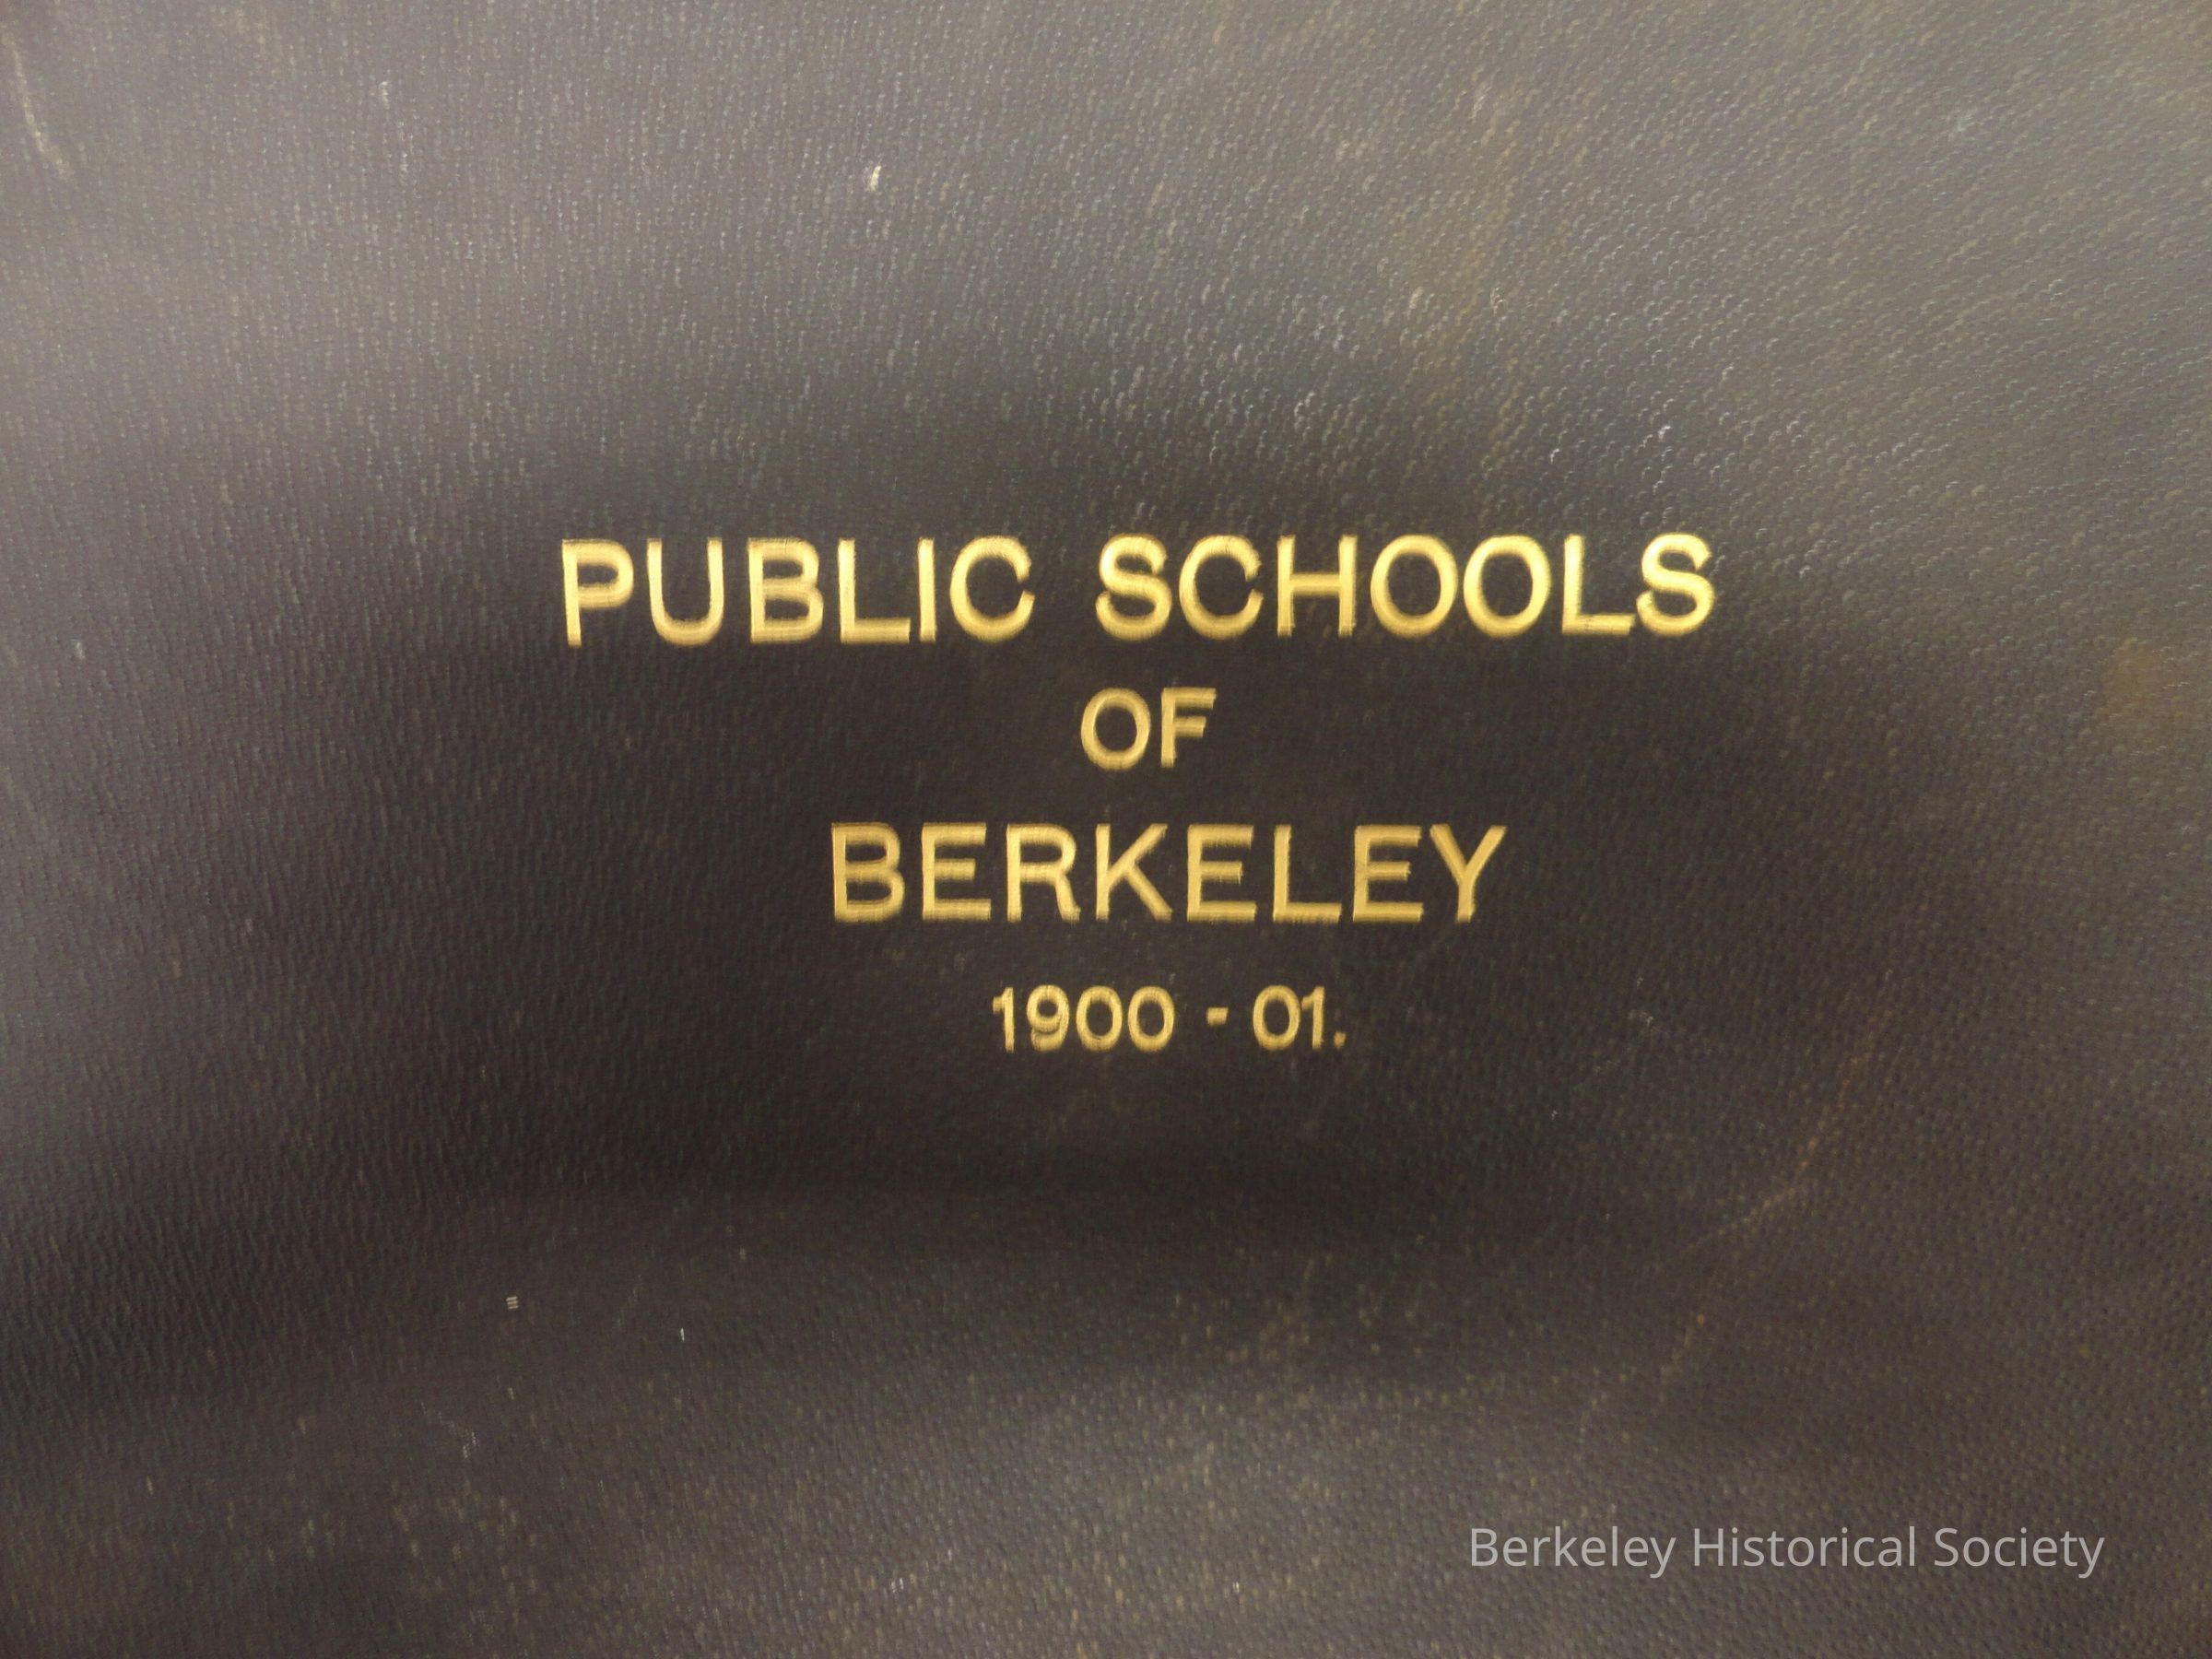 PUBLIC SCHOOLS
OF
BERKELEY
1900 - 01.
Berkeley Historical Society